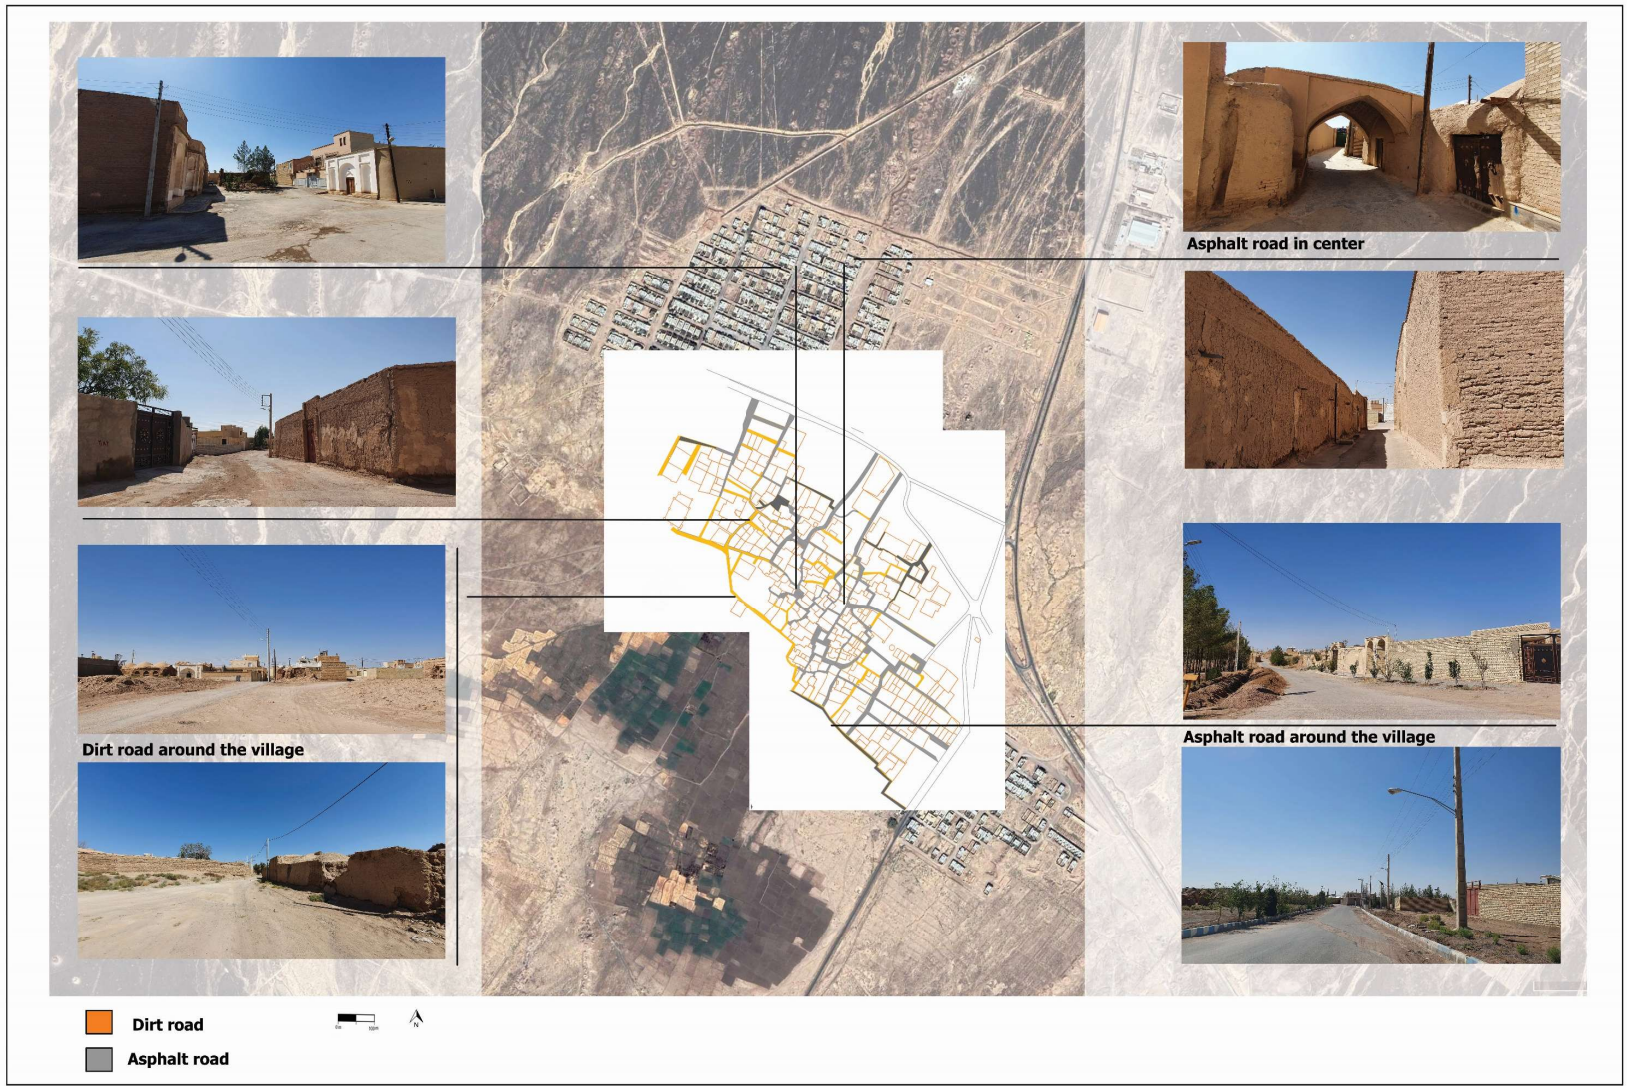 Asphalt road in center
Dirt road around the village
Asphalt road around the village
Dirt road
Asphalt road
N